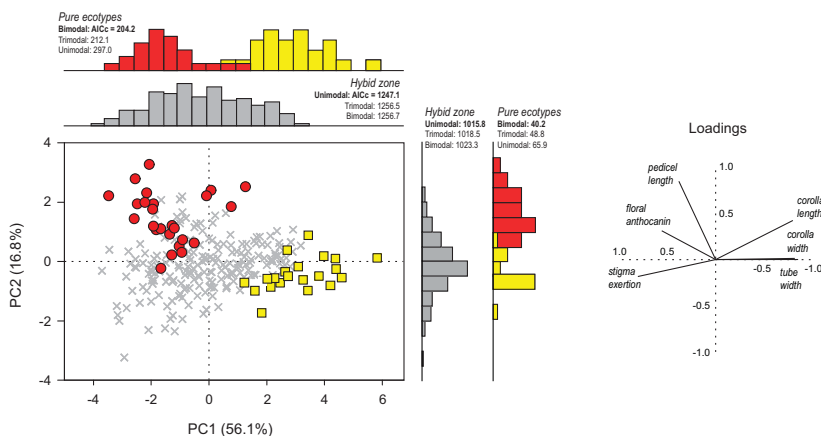 Pure ecotypes
Bimodal: AICc = 204.2
Trimodal: 212.1
Unimodal: 297.0
Hybid zone
Unimodal: AICc = 1247.1
Trimodal: 1256.5
Bimodal: 1256.7
Hybid zone
Unimodal: 1015.8
Trimodal: 1018.5
Bimodal: 1023.3
Pure ecotypes
Bimodal: 40.2
Trimodal: 48.8
Unimodal: 65.9
4
2
0
-2
-4
PC2 (16.8%)
-4 -2 0 2 4 6
PC1 (56.1%)
Loadings
1.0
pedicel
length
0.5
corolla
length
floral
anthocanin
corolla
width
1.0 0.5
-0.5 -1.0
stigma
exertion
tube
width
-0.5
-1.0